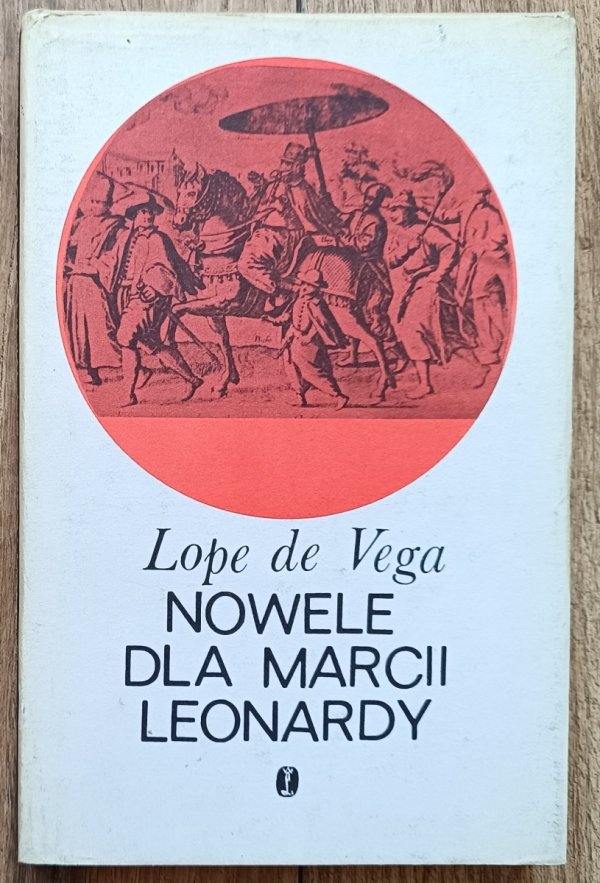 Lope de Vega
NOWELE
DLA MARCII
LEONARDY